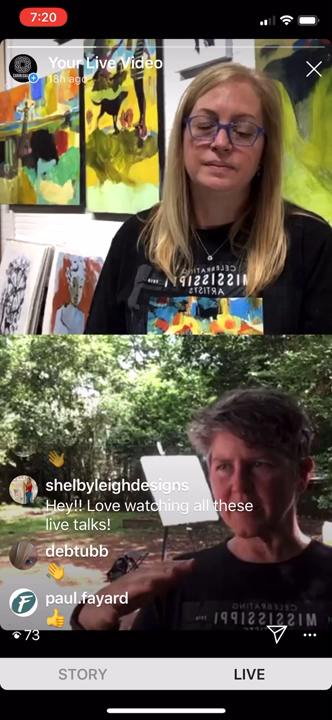 7:20
Your Live Video
18h ago
CELEBRATING
MISSISSIPPI
ARTISTS
shelbyleighdesigns
Hey!! Love watching all these
live talks!
debtubb
paul.fayard
CELEBRATING
MISSISSIPPI
73
STORY
LIVE